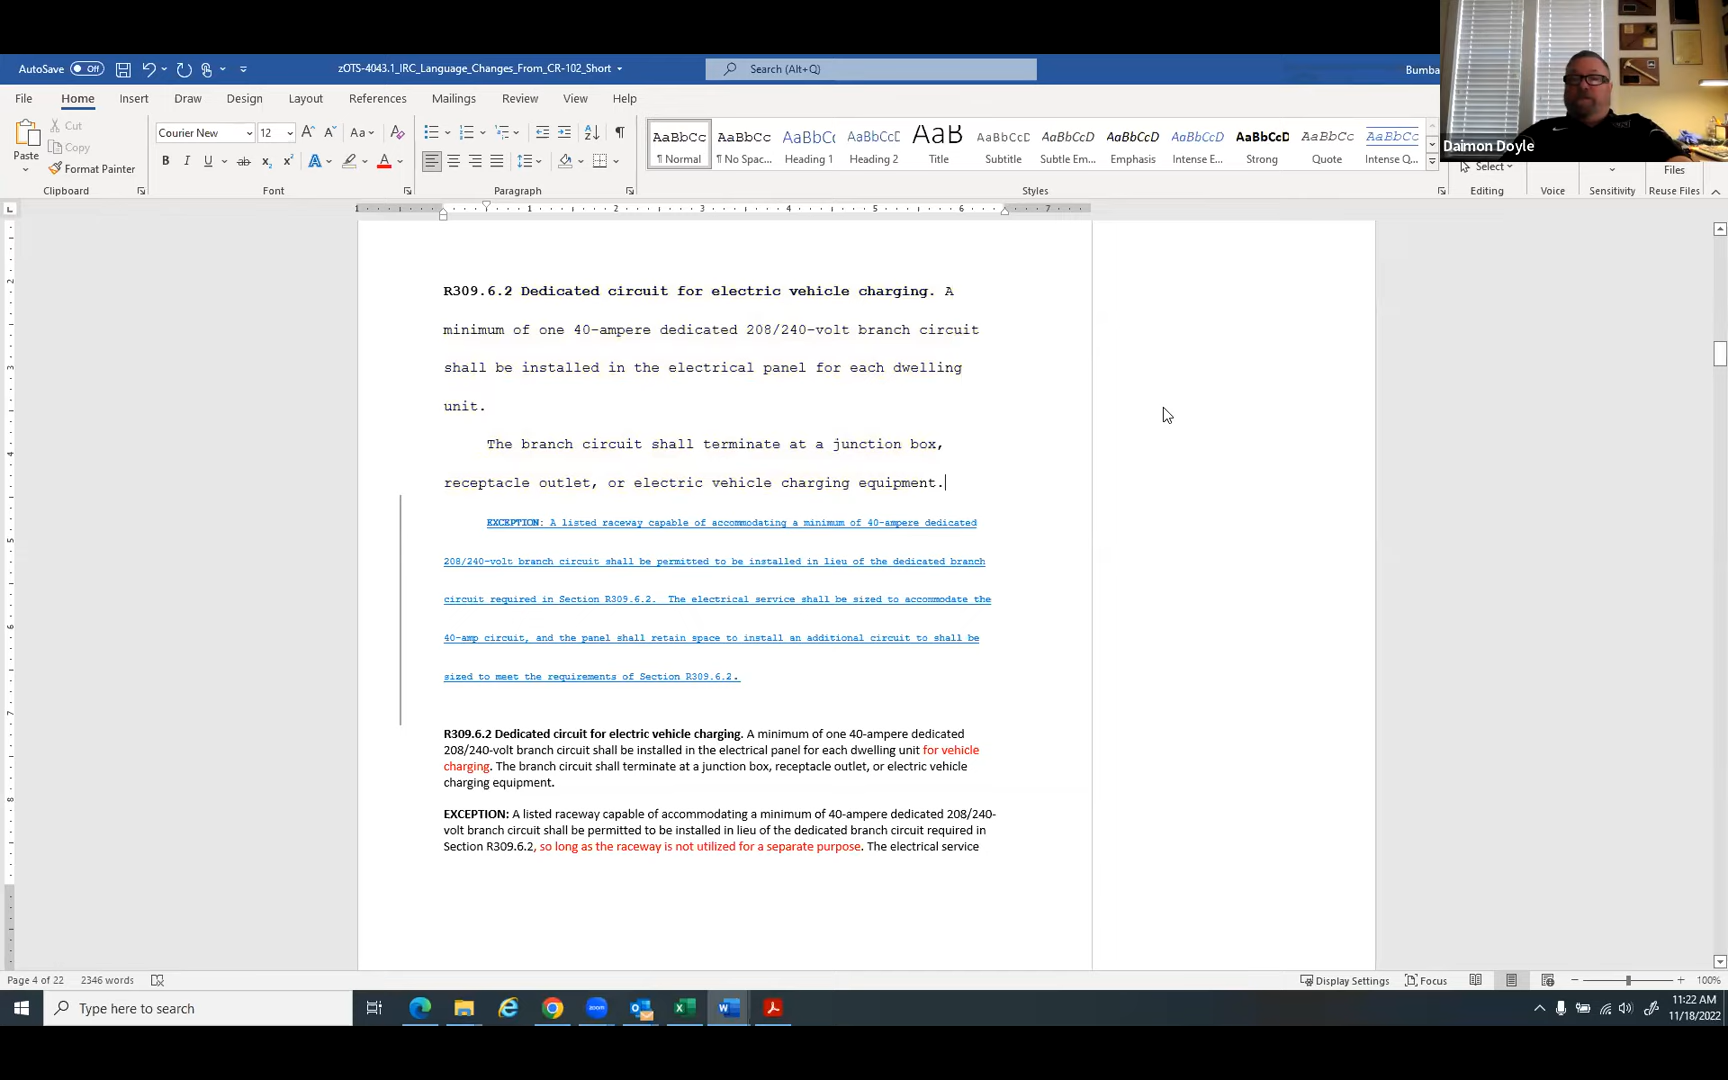 AutoSave Off
zOTS-4043.1_IRC_Language_Changes_From_CR-102_Short
Search (Alt+Q)
Bumba
File Home Insert Draw Design Layout References Mailings Review View Help
Daimon Doyle
Paste
Cut
Copy
Format Painter
Courier New 12
AaBbCc
¶ Normal
AaBbCc
¶ No Spac...
AaBbCc
Heading 1
AaBbCcD
Heading 2
AaB
Title
AaBbCcD
Subtitle
AaBbCcD
Subtle Em...
AaBbCcD
Emphasis
AaBbCcD
Intense E...
AaBbCcD
Strong
AaBbCcD
Quote
AaBbCcD
Intense Q...
Select
Files
Clipboard Font Paragraph Styles Editing Voice Sensitivity Reuse Files
R309.6.2 Dedicated circuit for electric vehicle charging. A
minimum of one 40-ampere dedicated 208/240-volt branch circuit
shall be installed in the electrical panel for each dwelling
unit.
The branch circuit shall terminate at a junction box,
receptacle outlet, or electric vehicle charging equipment.
EXCEPTION: A listed raceway capable of accommodating a minimum of 40-ampere dedicated
208/240-volt branch circuit shall be permitted to be installed in lieu of the dedicated branch
circuit required in Section R309.6.2. The electrical service shall be sized to accommodate the
40-amp circuit, and the panel shall retain space to install an additional circuit to shall be
sized to meet the requirements of Section R309.6.2.
R309.6.2 Dedicated circuit for electric vehicle charging. A minimum of one 40-ampere dedicated
208/240-volt branch circuit shall be installed in the electrical panel for each dwelling unit for vehicle
charging. The branch circuit shall terminate at a junction box, receptacle outlet, or electric vehicle
charging equipment.
EXCEPTION: A listed raceway capable of accommodating a minimum of 40-ampere dedicated 208/240-
volt branch circuit shall be permitted to be installed in lieu of the dedicated branch circuit required in
Section R309.6.2, so long as the raceway is not utilized for a separate purpose. The electrical service
Page 4 of 22 2346 words
Display Settings Focus 100%
Type here to search
zoom
11:22 AM
11/18/2022